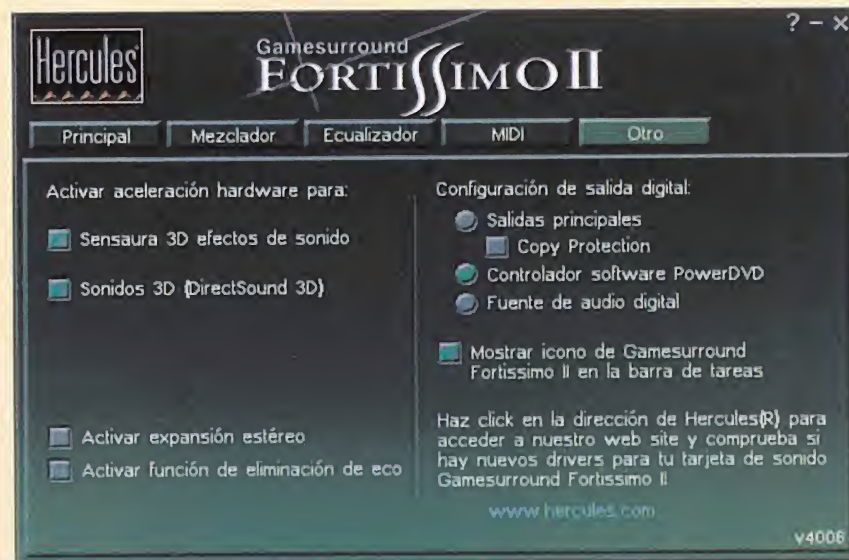 ? - ×
Hercules
Gamesurround
FORTISSIMO II
Principal
Mezclador
Ecualizador
MIDI
Otro
Activar aceleración hardware para:
Sensaura 3D efectos de sonido
Sonidos 3D (DirectSound 3D)
Activar expansión estéreo
Activar función de eliminación de eco
Configuración de salida digital:
Salidas principales
Copy Protection
Controlador software PowerDVD
Fuente de audio digital
Mostrar icono de Gamesurround
Fortissimo II en la barra de tareas
Haz click en la dirección de Hercules(R) para
acceder a nuestro web site y comprueba si
hay nuevos drivers para tu tarjeta de sonido
Gamesurround Fortissimo II
www.hercules.com
v4006